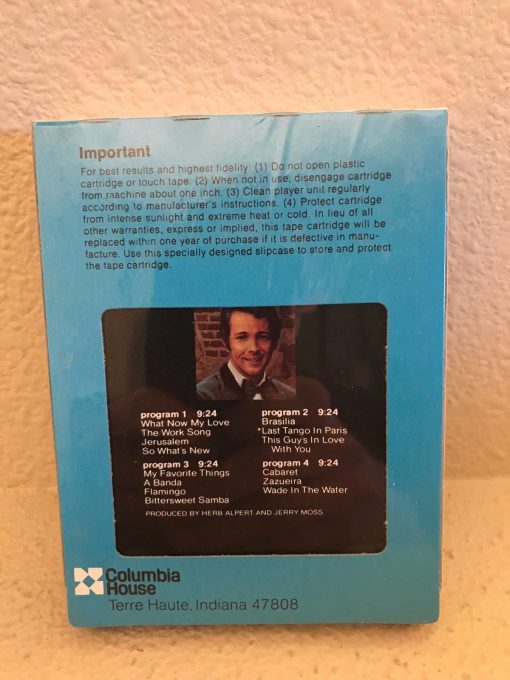 Important
For best results and highest fidelity: (1) Do not open plastic
cartridge or touch tape. (2) When not in use, disengage cartridge
from machine about one inch. (3) Clean player unit regularly
according to manufacturer's instructions. (4) Protect cartridge
from intense sunlight and extreme heat or cold. In lieu of all
other warranties, express or implied, this tape cartridge will be
replaced within one year of purchase if it is defective in manu-
facture. Use this specially designed slipcase to store and protect
the tape cartridge.
program 1 9:24
What Now My Love
The Work Song
Jerusalem
So What's New
program 2 9:24
Brasilia
*Last Tango In Paris
This Guy's In Love
With You
program 3 9:24
My Favorite Things
A Banda
Flamingo
Bittersweet Samba
program 4 9:24
Cabaret
Zazueira
Wade In The Water
PRODUCED BY HERB ALPERT AND JERRY MOSS
Columbia
House
Terre Haute, Indiana 47808